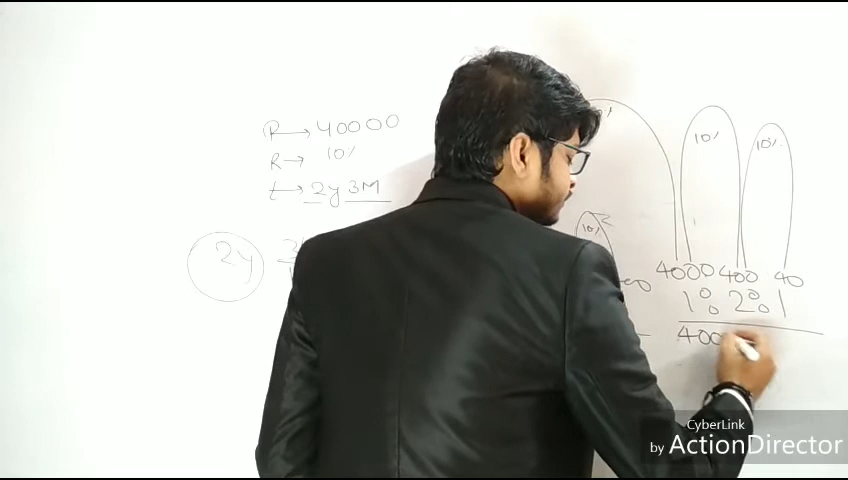 P → 40000
R → 10%
t → 2y 3M
2y
10% 10%
10%
4000 400 40
1 2 1
400
CyberLink
by ActionDirector